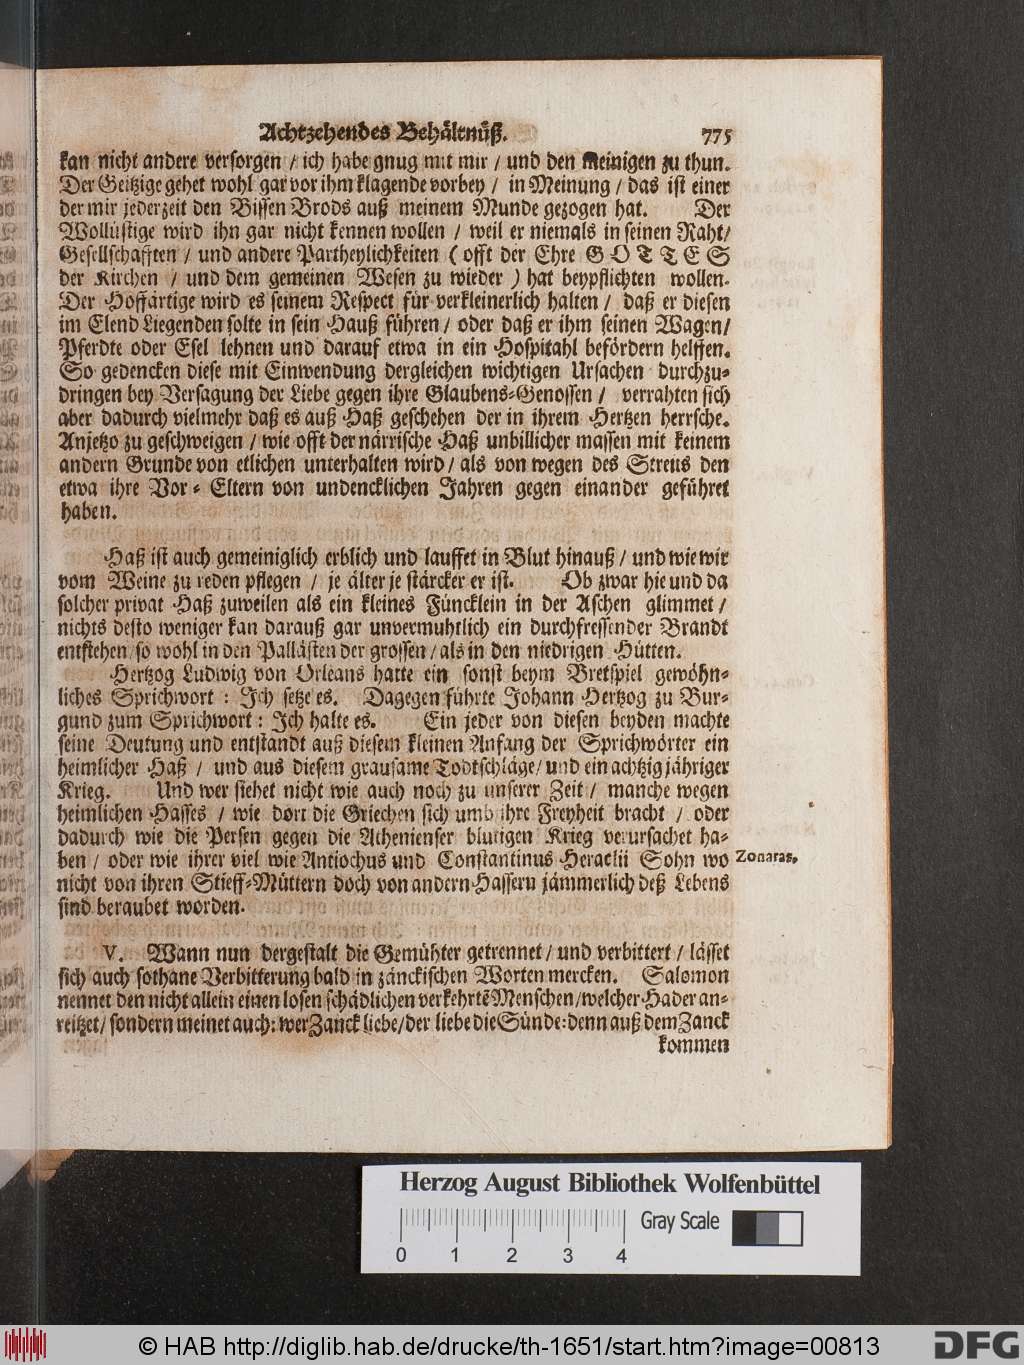 Achtzehendes Behältnüß. 775
kan nicht andere versorgen / ich habe gnug mit mir / und den Meinigen zu thun.
Der Geitzige gehet wohl gar vor ihm klagende vorbey / in Meinung / das ist einer
der mir jederzeit den Bissen Brods auß meinem Munde gezogen hat. Der
Wollüstige wird ihn gar nicht kennen wollen / weil er niemals in seinen Raht /
Gesellschafften / und andere Partheylichkeiten ( offt der Ehre GOTTES
der Kirchen / und dem gemeinen Wesen zu wieder ) hat beypflichten wollen.
Der Hoffärtige wird es seinem Respect für verkleinerlich halten / daß er diesen
im Elend Liegenden solte in sein Hauß führen / oder daß er ihm seinen Wagen /
Pferdte oder Esel lehnen und darauf etwa in ein Hospitahl befördern helffen.
So gedencken diese mit Einwendung dergleichen wichtigen Ursachen durchzu-
dringen bey Versagung der Liebe gegen ihre Glaubens-Genossen / verrahten sich
aber dadurch vielmehr daß es auß Haß geschehen der in ihrem Hertzen herrsche.
Anjetzo zu geschweigen / wie offt der närrische Haß unbillicher massen mit keinem
andern Grunde von etlichen unterhalten wird / als von wegen des Streits den
etwa ihre Vor-Eltern von undencklichen Jahren gegen einander geführet
haben.
Haß ist auch gemeiniglich erblich und lauffet in Blut hinauß / und wie wir
vom Weine zu reden pflegen / je älter je stärcker er ist. Ob zwar hie und da
solcher privat Haß zuweilen als ein kleines Füncklein in der Aschen glimmet /
nichts desto weniger kan darauß gar unvermuhtlich ein durchfressender Brandt
entstehen / so wohl in den Pallästen der grossen / als in den niedrigen Hütten.
Hertzog Ludwig von Orleans hatte ein sonst beym Bretspiel gewöhn-
liches Sprichwort : Ich setze es. Dagegen führte Johann Hertzog zu Bur-
gund zum Sprichwort : Ich halte es. Ein jeder von diesen beyden machte
seine Deutung und entstandt auß diesem kleinen Anfang der Sprichwörter ein
heimlicher Haß / und aus diesem grausame Todtschläge / und ein achtzig jähriger
Krieg. Und wer siehet nicht wie auch noch zu unserer Zeit / manche wegen
heimlichen Hasses / wie dort die Griechen sich umb ihre Freyheit bracht / oder
dadurch wie die Persen gegen die Athenienser blutigen Krieg verursachet ha-
ben / oder wie ihrer viel wie Antiochus und Constantinus Heraclii Sohn wo Zonaras.
nicht von ihren Stieff-Müttern doch von andern Hassern jämmerlich deß Lebens
sind beraubet worden.
V. Wann nun dergestalt die Gemühter getrennet / und verbittert / lässet
sich auch sothane Verbitterung bald in zänckischen Worten mercken. Salomon
nennet den nicht allein einen losen schädlichen verkehrtē Menschen / welcher Hader an-
reitzet / sondern meinet auch : wer Zanck liebe / der liebe die Sünde : denn auß dem Zanck
kommen
Herzog August Bibliothek Wolfenbüttel
0 1 2 3 4 Gray Scale
© HAB http://diglib.hab.de/drucke/th-1651/start.htm?image=00813 DFG